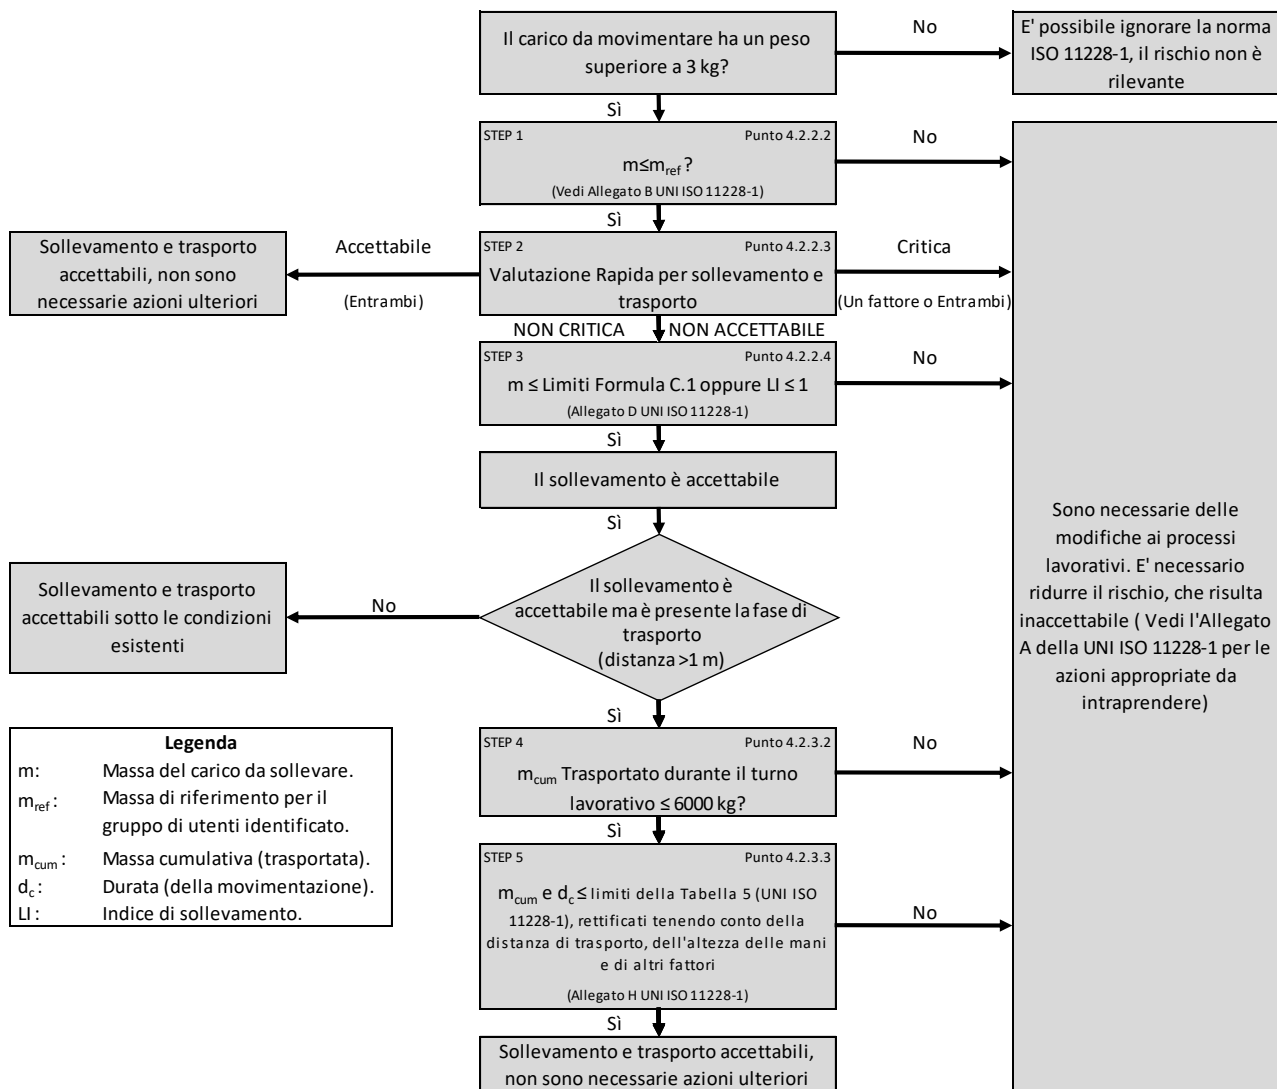 Il carico da movimentare ha un peso
superiore a 3 kg?
No
E' possibile ignorare la norma
ISO 11228-1, il rischio non è
rilevante
Sì
STEP 1 Punto 4.2.2.2
m≤mref ?
(Vedi Allegato B UNI ISO 11228-1)
No
Sì
Sollevamento e trasporto
accettabili, non sono
necessarie azioni ulteriori
Accettabile
(Entrambi)
STEP 2 Punto 4.2.2.3
Valutazione Rapida per sollevamento e
trasporto
Critica
(Un fattore o Entrambi)
NON CRITICA NON ACCETTABILE
STEP 3 Punto 4.2.2.4
m ≤ Limiti Formula C.1 oppure LI ≤ 1
(Allegato D UNI ISO 11228-1)
No
Sì
Il sollevamento è accettabile
Sì
Sollevamento e trasporto
accettabili sotto le condizioni
esistenti
No
Il sollevamento è
accettabile ma è presente la fase di
trasporto
(distanza >1 m)
Sono necessarie delle
modifiche ai processi
lavorativi. E' necessario
ridurre il rischio, che risulta
inaccettabile ( Vedi l'Allegato
A della UNI ISO 11228-1 per le
azioni appropriate da
intraprendere)
Sì
STEP 4 Punto 4.2.3.2
mcum Trasportato durante il turno
lavorativo ≤ 6000 kg?
No
Sì
Legenda
m: Massa del carico da sollevare.
mref : Massa di riferimento per il
gruppo di utenti identificato.
mcum : Massa cumulativa (trasportata).
dc : Durata (della movimentazione).
LI : Indice di sollevamento.
STEP 5 Punto 4.2.3.3
mcum e dc ≤ limiti della Tabella 5 (UNI ISO
11228-1), rettificati tenendo conto della
distanza di trasporto, dell'altezza delle mani
e di altri fattori
(Allegato H UNI ISO 11228-1)
No
Sì
Sollevamento e trasporto accettabili,
non sono necessarie azioni ulteriori